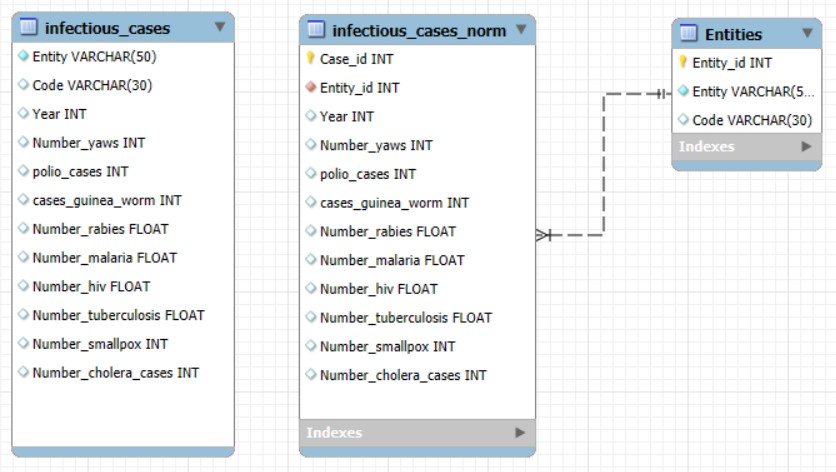 infectious_cases
Entity VARCHAR(50)
Code VARCHAR(30)
Year INT
Number_yaws INT
polio_cases INT
cases_guinea_worm INT
Number_rabies FLOAT
Number_malaria FLOAT
Number_hiv FLOAT
Number_tuberculosis FLOAT
Number_smallpox INT
Number_cholera_cases INT
infectious_cases_norm
Case_id INT
Entity_id INT
Year INT
Number_yaws INT
polio_cases INT
cases_guinea_worm INT
Number_rabies FLOAT
Number_malaria FLOAT
Number_hiv FLOAT
Number_tuberculosis FLOAT
Number_smallpox INT
Number_cholera_cases INT
Indexes
Entities
Entity_id INT
Entity VARCHAR(5...
Code VARCHAR(30)
Indexes